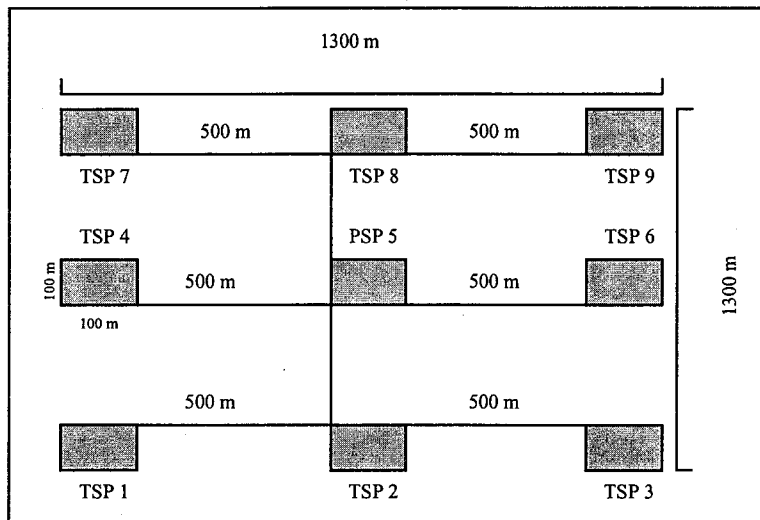 1300 m
500 m 500 m
TSP 7 TSP 8 TSP 9
TSP 4 PSP 5 TSP 6
100 m 500 m 500 m 1300 m
100 m
500 m 500 m
TSP 1 TSP 2 TSP 3